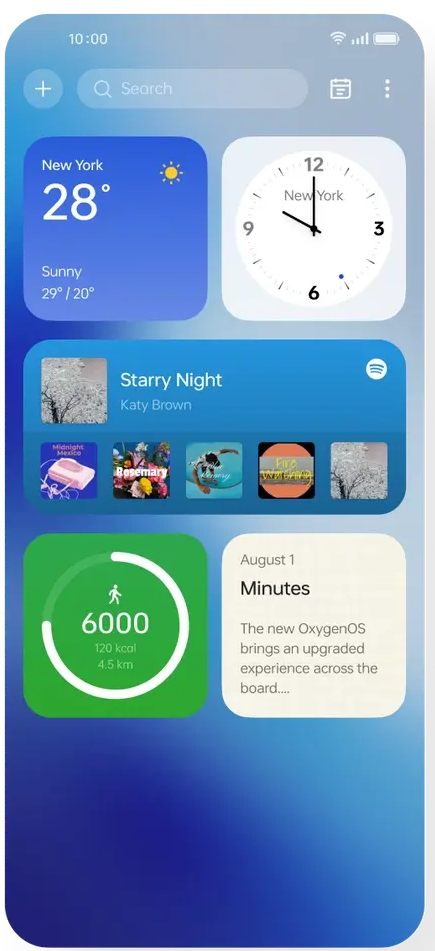 10:00
Search
New York
28°
Sunny
29° / 20°
12
New York
9
3
6
Starry Night
Katy Brown
Midnight
Mexico
Rosemary
Fire
6000
120 kcal
4.5 km
August 1
Minutes
The new OxygenOS
brings an upgraded
experience across the
board....